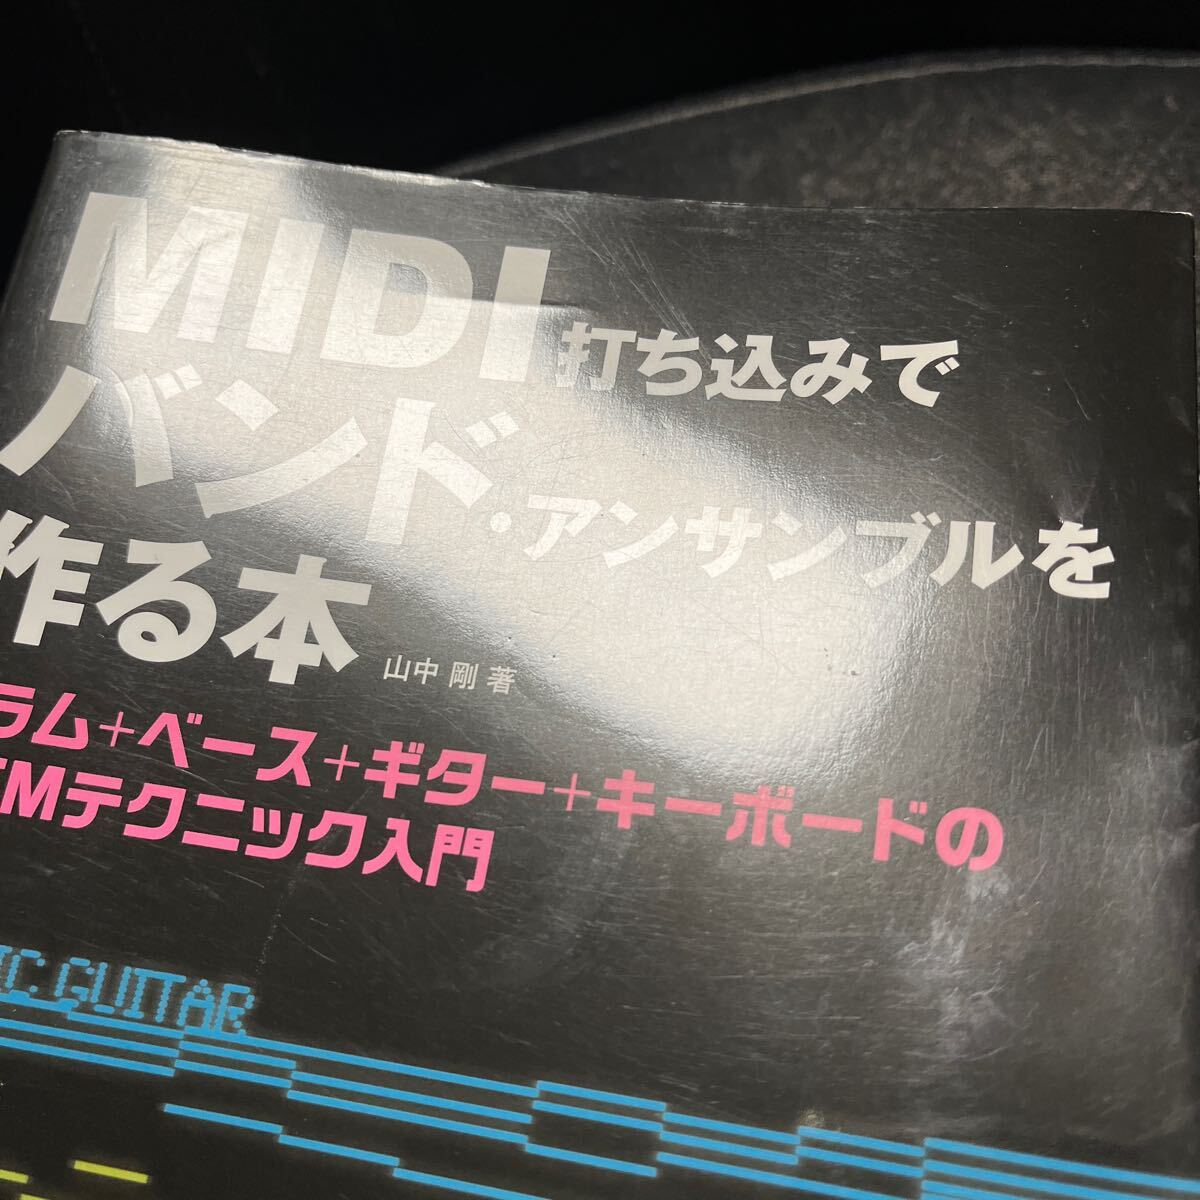 MIDI打ち込みで
バンド・アンサンブルを
作る本
山中 剛 著
ラム+ベース+ギター+キーボードの
TMテクニック入門
IC GUITAR